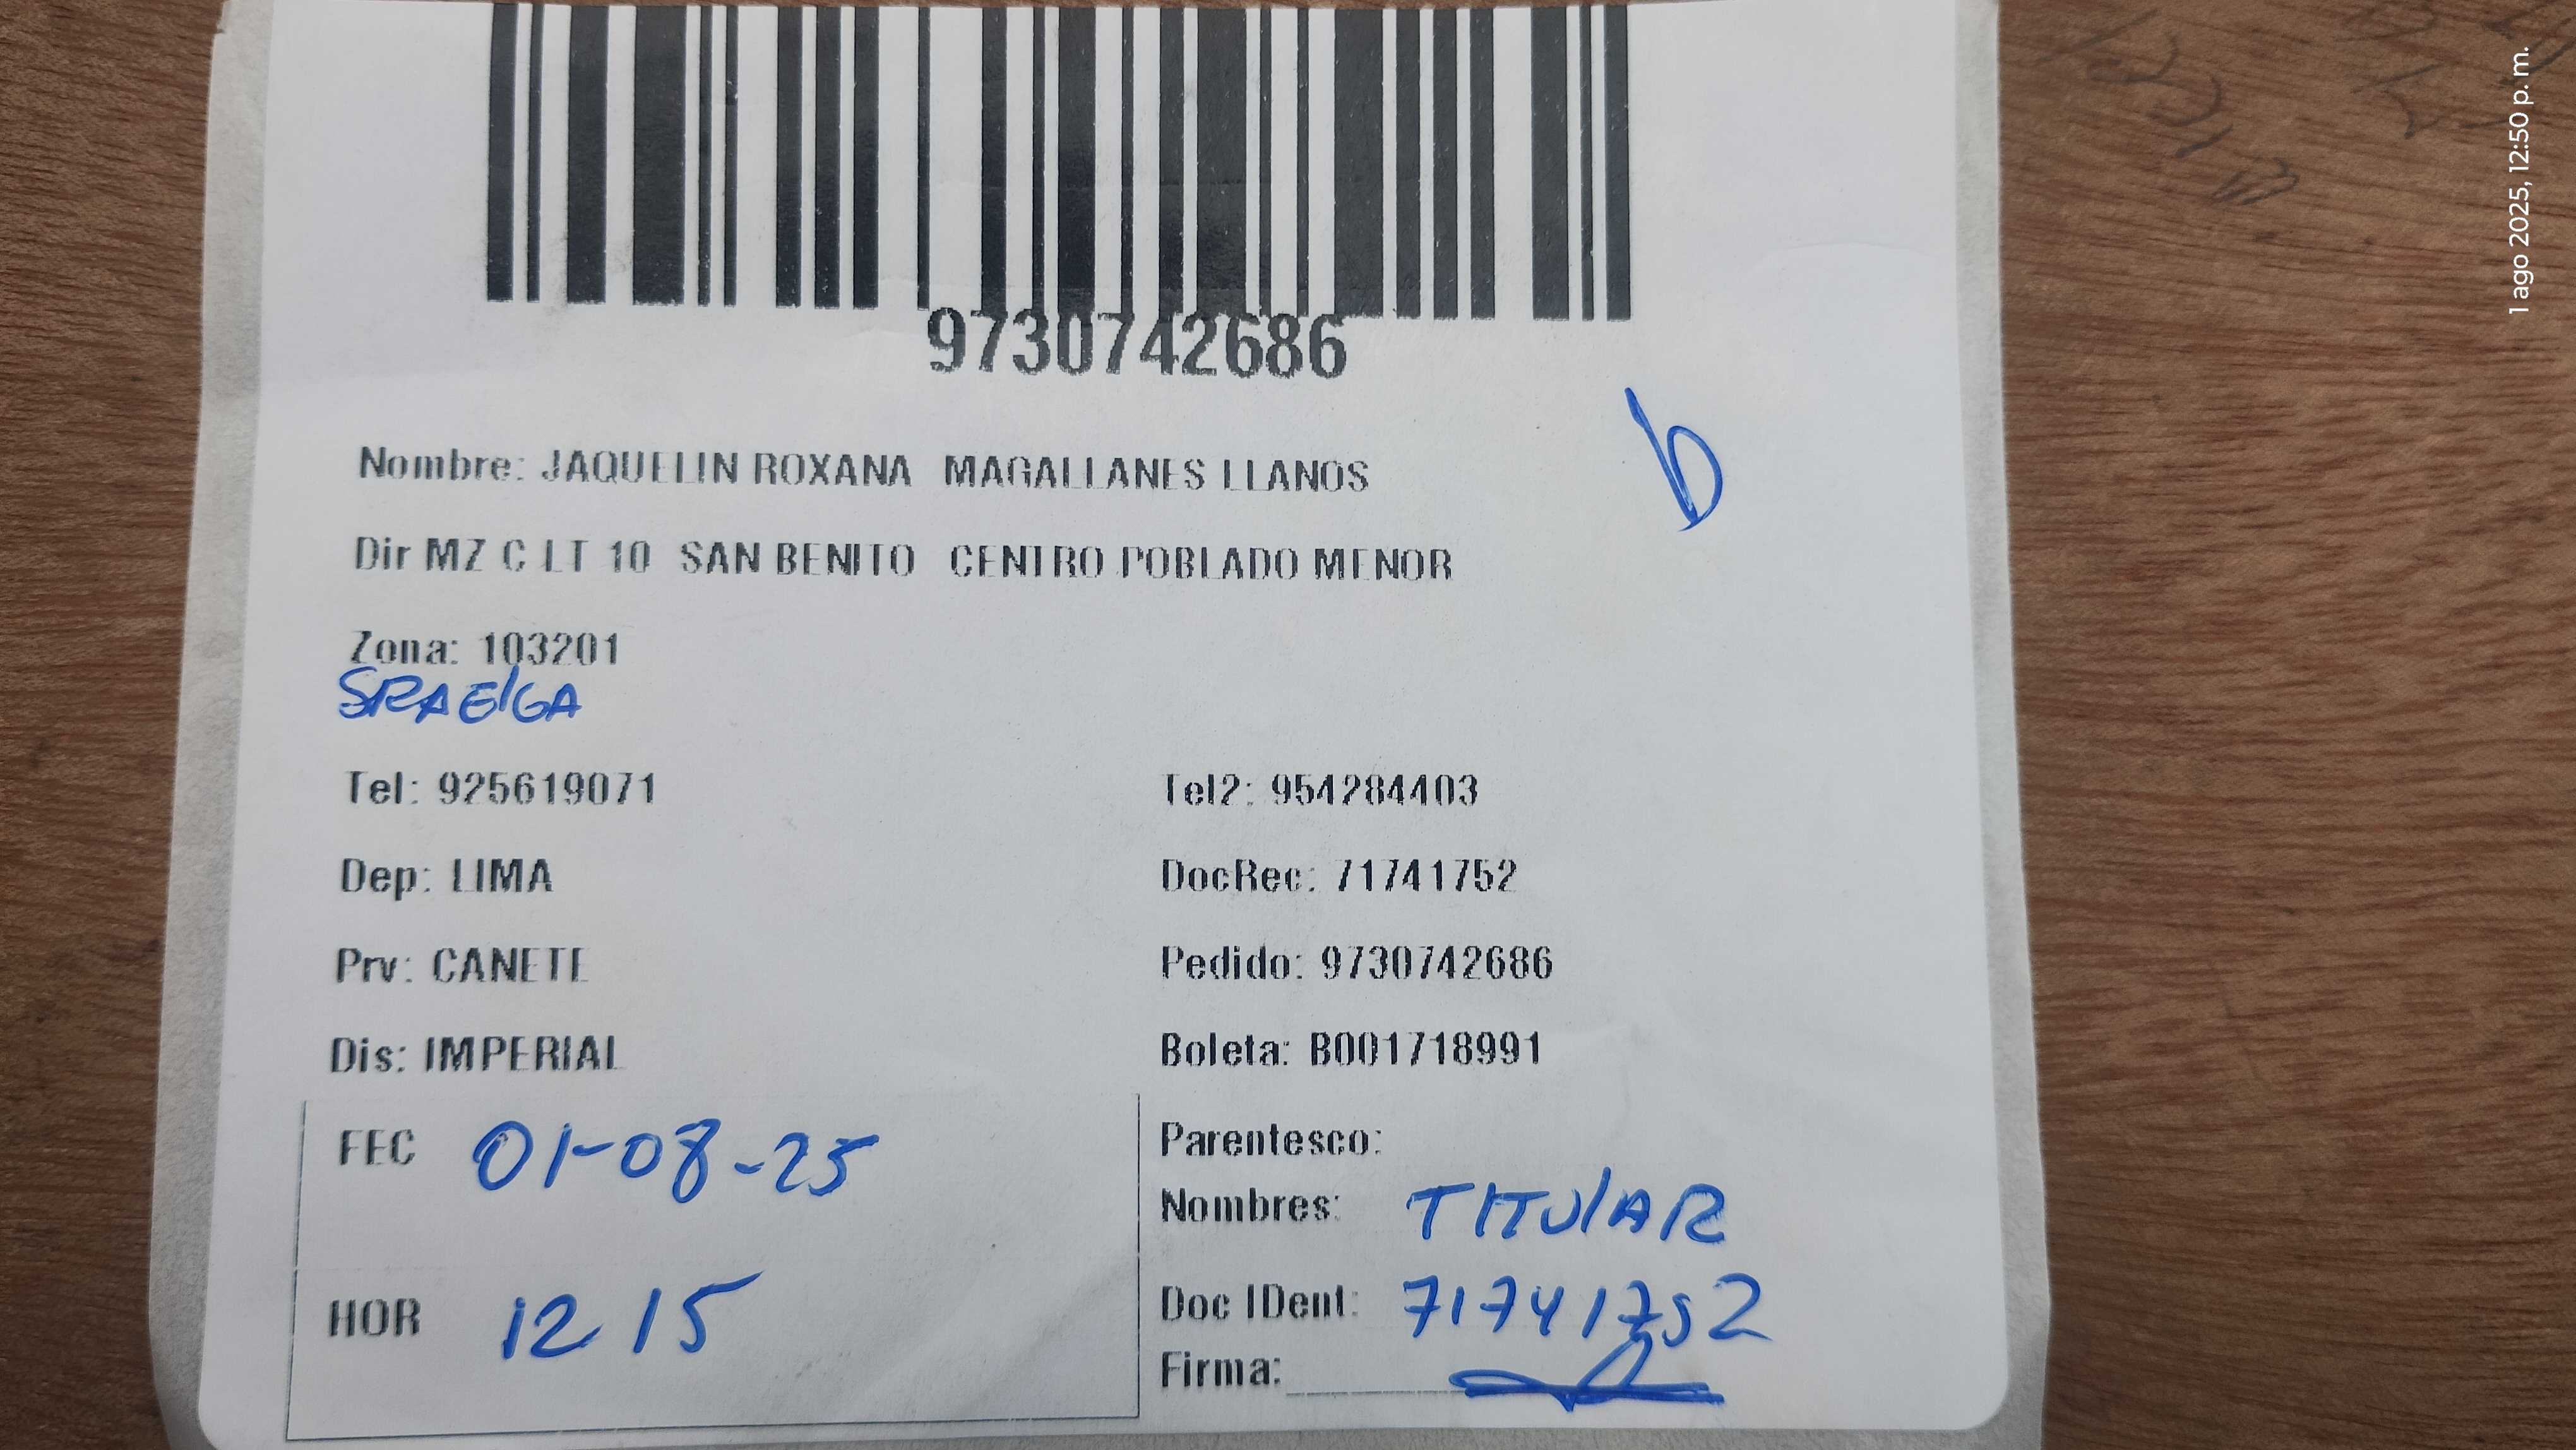 9730742686
b
Nombre: JAQUELIN ROXANA MAGALLANES LLANOS
Dir MZ C LT 10 SAN BENITO CENTRO POBLADO MENOR
Zona: 103201
Tel: 925619071 Tel2: 954284403
Dep: LIMA DocRec: 71741752
Prv: CANETE Pedido: 9730742686
Dis: IMPERIAL Boleta: B001718991
FEC 01-08-25
HOR 12 15
Parentesco:
Nombres: TITULAR
Doc IDent: 71741752
Firma:
1 ago 2025, 12:50 p. m.